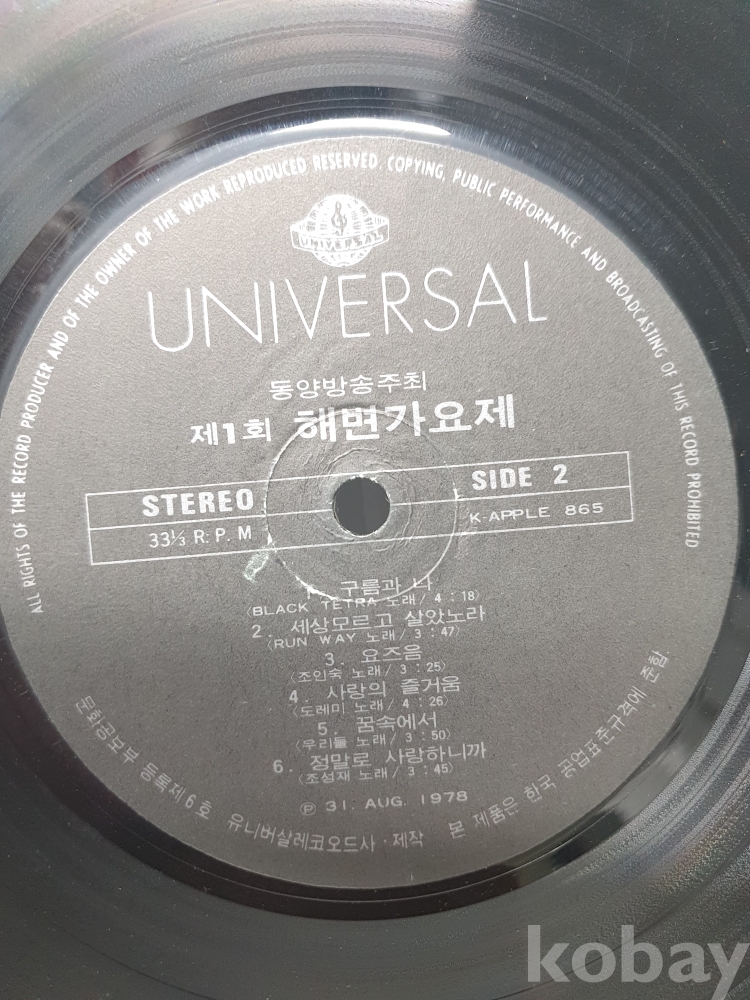 ALL RIGHTS OF THE RECORD PRODUCER AND OF THE OWNER OF THE WORK REPRODUCED RESERVED. COPYING, PUBLIC PERFORMANCE AND BROADCASTING OF THIS RECORD PROHIBITED
UNIVERSAL
UNIVERSAL
동양방송주최
제1회 해변가요제
STEREO
SIDE 2
33⅓ R.P.M
K-APPLE 865
1. 구름과 나
(BLACK TETRA 노래 / 4 : 18)
2. 세상모르고 살았노라
(RUN WAY 노래 / 3 : 47)
3. 요즈음
(조인숙 노래 / 3 : 25)
4. 사랑의 즐거움
(도레미 노래 / 4 : 26)
5. 꿈속에서
(우리들 노래 / 3 : 50)
6. 정말로 사랑하니까
(조성재 노래 / 3 : 45)
Ⓟ 31. AUG. 1978
문화공보부 등록제6호 유니버살레코오드사·제작 본 제품은 한국 공업표준규격에 준함.
kobay